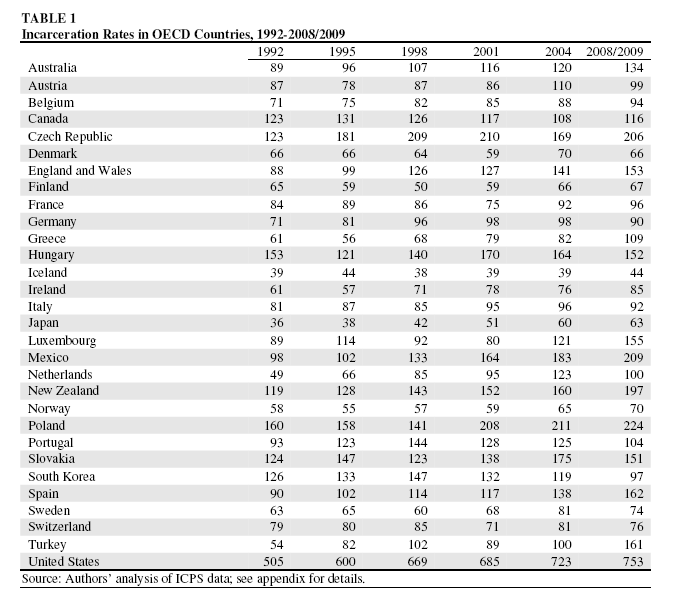 TABLE 1
Incarceration Rates in OECD Countries, 1992-2008/2009
1992 1995 1998 2001 2004 2008/2009
Australia 89 96 107 116 120 134
Austria 87 78 87 86 110 99
Belgium 71 75 82 85 88 94
Canada 123 131 126 117 108 116
Czech Republic 123 181 209 210 169 206
Denmark 66 66 64 59 70 66
England and Wales 88 99 126 127 141 153
Finland 65 59 50 59 66 67
France 84 89 86 75 92 96
Germany 71 81 96 98 98 90
Greece 61 56 68 79 82 109
Hungary 153 121 140 170 164 152
Iceland 39 44 38 39 39 44
Ireland 61 57 71 78 76 85
Italy 81 87 85 95 96 92
Japan 36 38 42 51 60 63
Luxembourg 89 114 92 80 121 155
Mexico 98 102 133 164 183 209
Netherlands 49 66 85 95 123 100
New Zealand 119 128 143 152 160 197
Norway 58 55 57 59 65 70
Poland 160 158 141 208 211 224
Portugal 93 123 144 128 125 104
Slovakia 124 147 123 138 175 151
South Korea 126 133 147 132 119 97
Spain 90 102 114 117 138 162
Sweden 63 65 60 68 81 74
Switzerland 79 80 85 71 81 76
Turkey 54 82 102 89 100 161
United States 505 600 669 685 723 753
Source: Authors' analysis of ICPS data; see appendix for details.